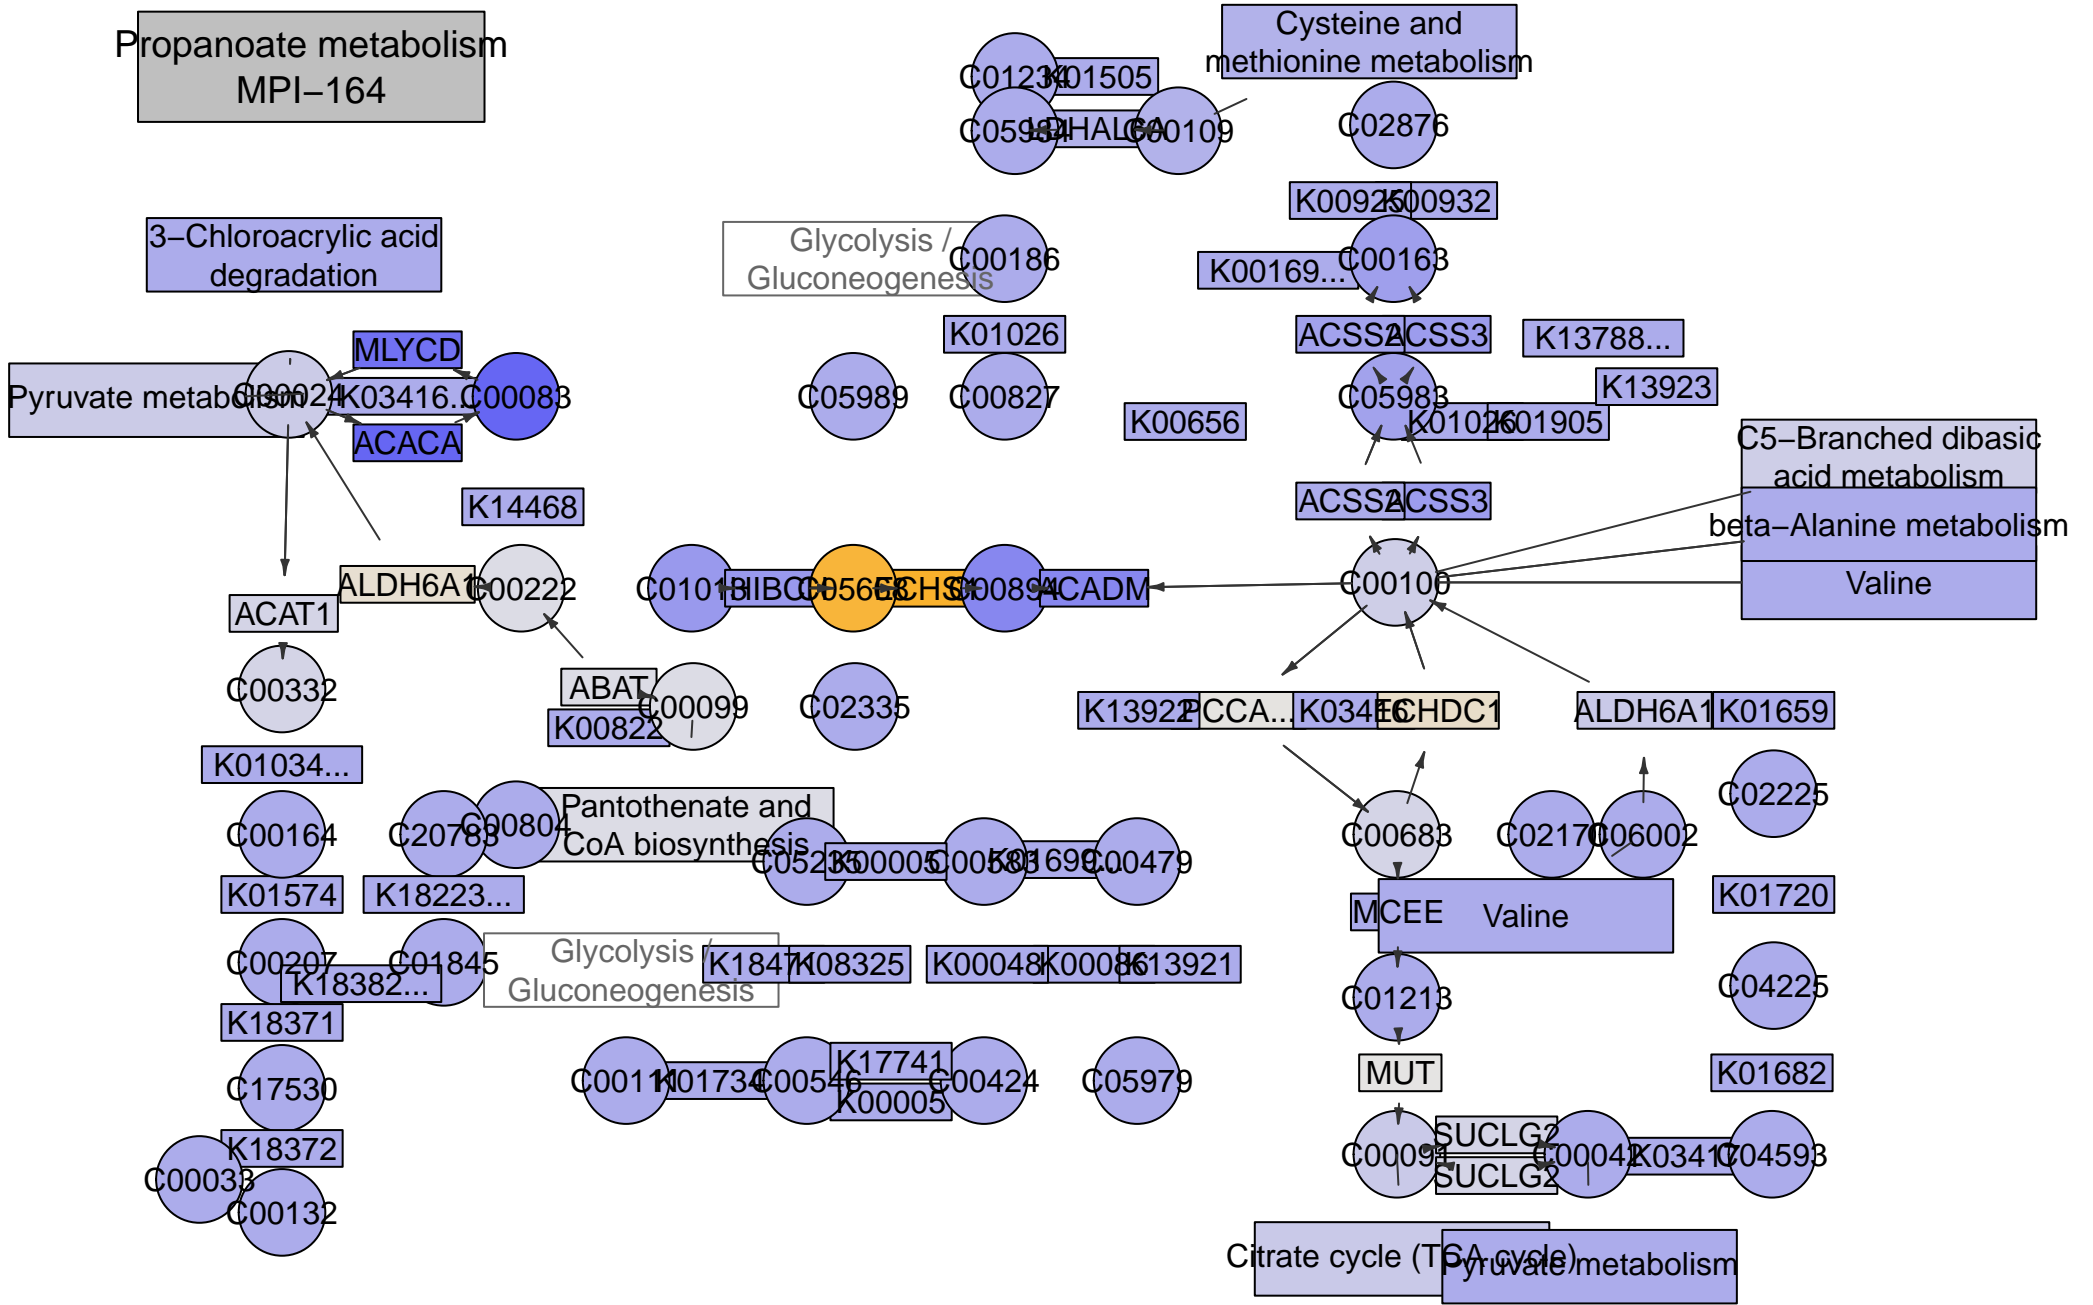 Propanoate metabolism
MPI−164
Cysteine and
methionine metabolism
C01234
K01505
C00109
C02876
K00925
K00932
3−Chloroacrylic acid
degradation
Glycolysis /
Gluconeogenesis
C00186
K00169...
C00163
MLYCD
K01026
ACSS2
ACSS3
K13788...
Pyruvate metabolism
C00024
K03416...
C00083
C05989
C00827
C05983
K13923
ACACA
K00656
K01026
K01905
C5−Branched dibasic
acid metabolism
K14468
ACSS2
ACSS3
beta−Alanine metabolism
ALDH6A1
C00222
ECHS1
C00894
ACADM
C00100
Valine
ACAT1
C00332
ABAT
C00099
K00822
C02335
K13922
PCCA...
K03416
ECHDC1
ALDH6A1
K01659
K01034...
C02225
C00164
C20783
C00804
Pantothenate and
CoA biosynthesis
C05235
K00005
C00583
K01699...
C00479
C00683
C02170
C06002
K01574
K18223...
MCEE
Valine
K01720
C00207
C01845
K18382...
Glycolysis /
Gluconeogenesis
K08325
K00048
K00086
K13921
C01213
C04225
K18371
C17530
C00111
K01734
C00546
K17741
K00005
C00424
C05979
MUT
K01682
K18372
C00033
C00132
C00091
SUCLG2
SUCLG2
C00042
K03417
C04593
Citrate cycle (TCA cycle)
Pyruvate metabolism